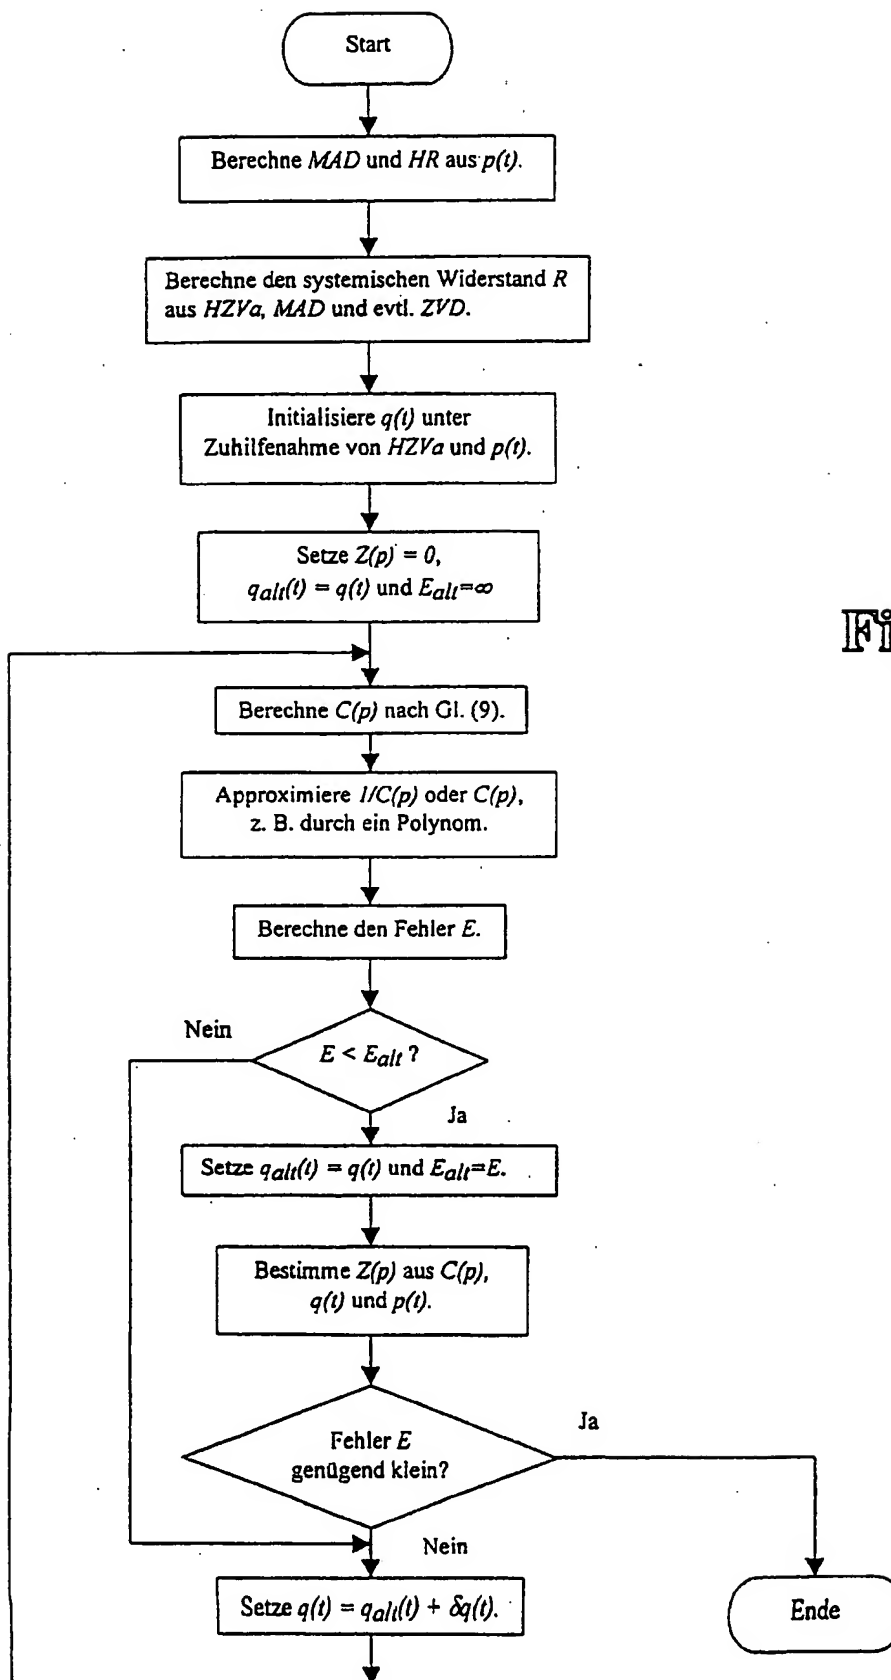 Start
Berechne MAD und HR aus p(t).
Berechne den systemischen Widerstand R
aus HZVa, MAD und evtl. ZVD.
Initialisiere q(t) unter
Zuhilfenahme von HZVa und p(t).
Setze Z(p) = 0,
qalt(t) = q(t) und Ealt=∞
Fi
Berechne C(p) nach Gl. (9).
Approximiere 1/C(p) oder C(p),
z. B. durch ein Polynom.
Berechne den Fehler E.
Nein
E < Ealt ?
Ja
Setze qalt(t) = q(t) und Ealt=E.
Bestimme Z(p) aus C(p),
q(t) und p(t).
Ja
Fehler E
genügend klein?
Nein
Setze q(t) = qalt(t) + δq(t).
Ende